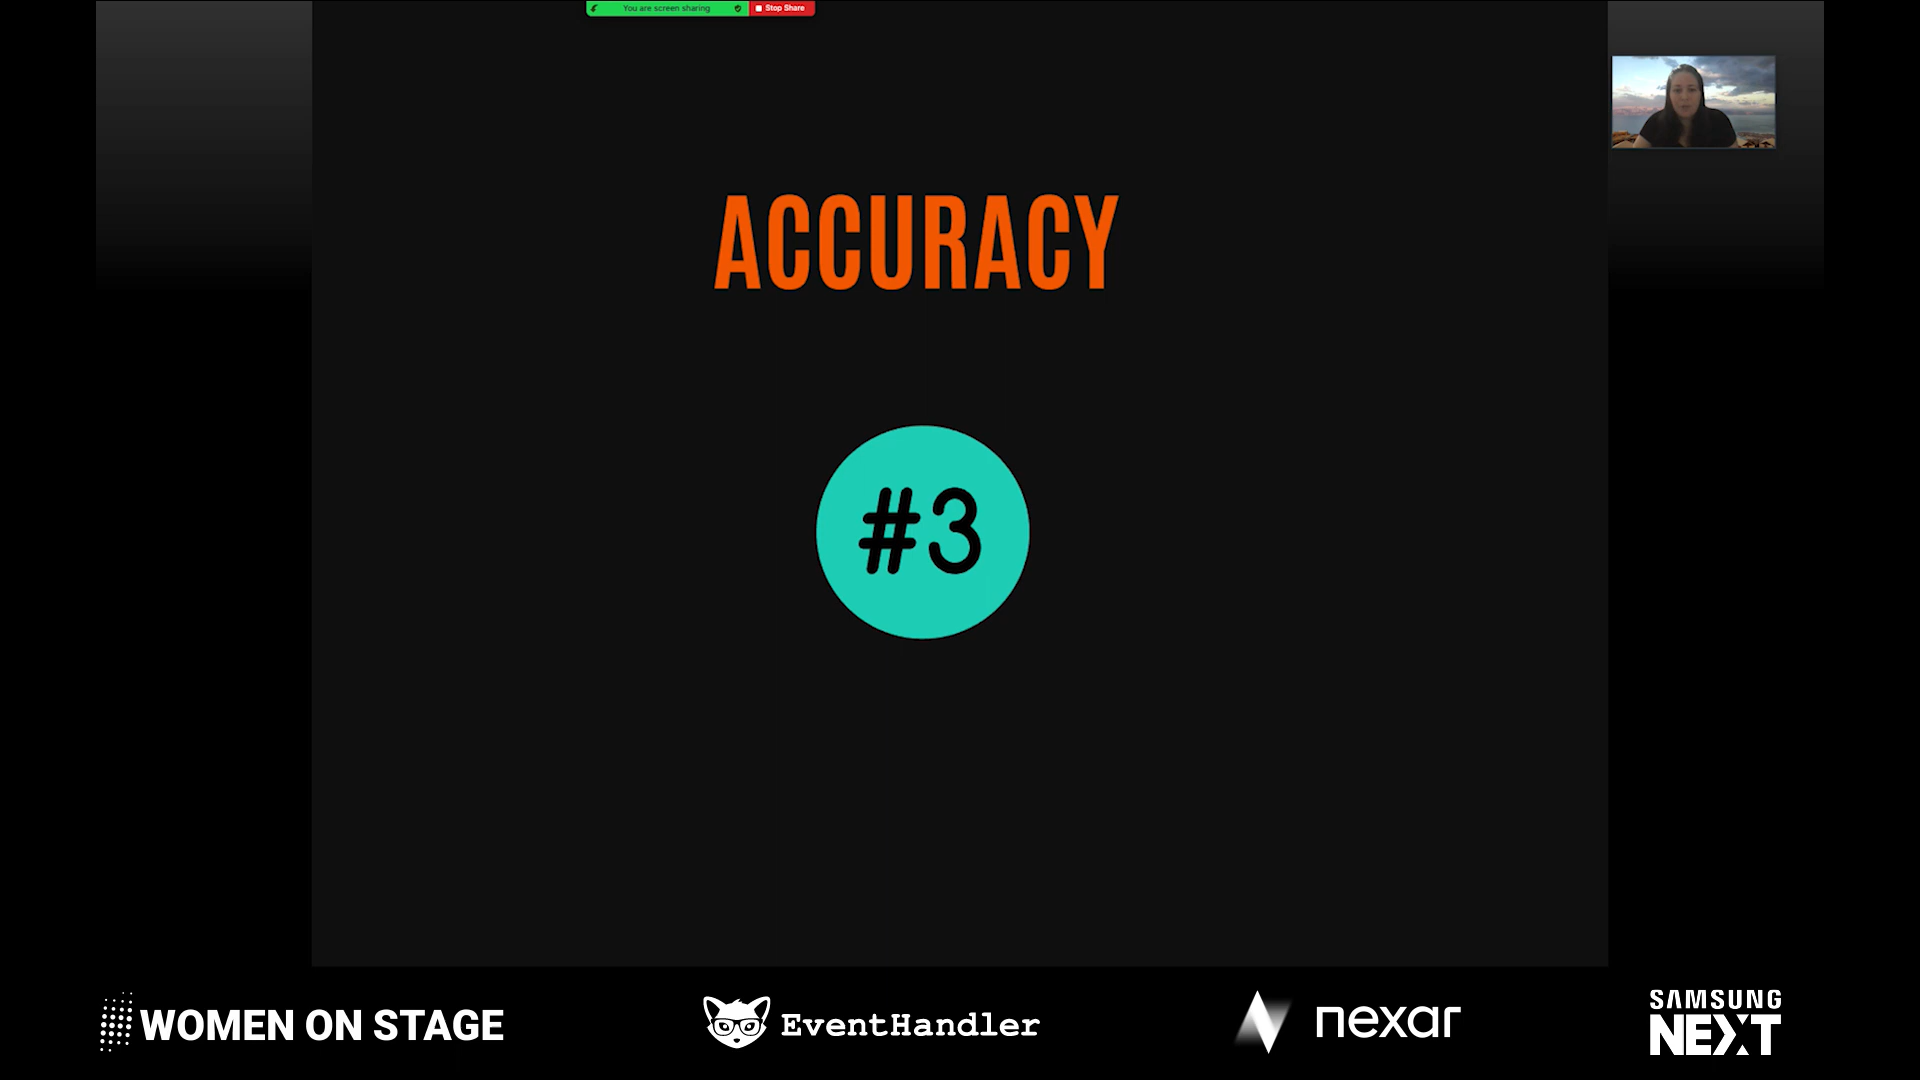 You are screen sharing
Stop Share
ACCURACY
#3
WOMEN ON STAGE
EventHandler
nexar
SAMSUNG
NEXT